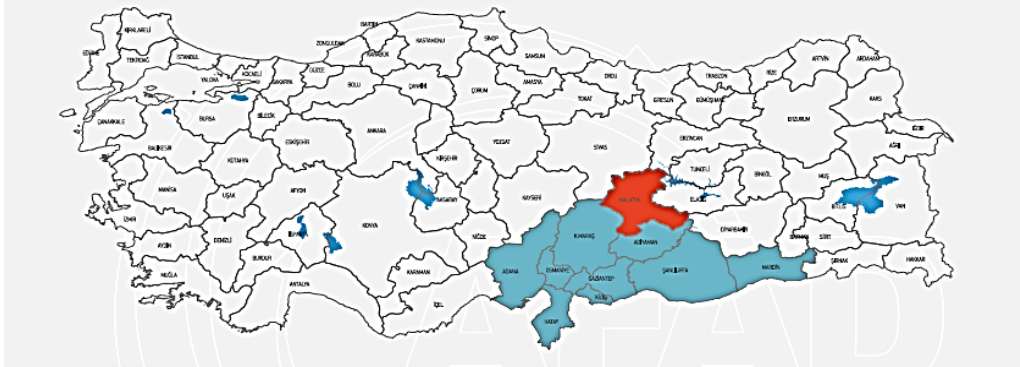 KIRKLARELİ
EDİRNE
TEKİRDAĞ
İSTANBUL
KOCAELİ
YALOVA
SAKARYA
DÜZCE
ZONGULDAK
BARTIN
KARABÜK
KASTAMONU
SİNOP
SAMSUN
ORDU
TRABZON
RİZE
ARTVİN
ARDAHAN
KARS
IĞDIR
AĞRI
ERZURUM
GÜMÜŞHANE
GİRESUN
TOKAT
AMASYA
ÇORUM
ÇANKIRI
BOLU
BİLECİK
BURSA
ÇANAKKALE
BALIKESİR
KÜTAHYA
ESKİŞEHİR
ANKARA
KIRŞEHİR
YOZGAT
SİVAS
ERZİNCAN
TUNCELİ
BİNGÖL
MUŞ
BİTLİS
VAN
ELAZIĞ
MALATYA
KAYSERİ
AKSARAY
NİĞDE
KONYA
AFYON
UŞAK
MANİSA
İZMİR
AYDIN
DENİZLİ
BURDUR
MUĞLA
ANTALYA
KARAMAN
İÇEL
ADANA
K.MARAŞ
OSMANİYE
GAZİANTEP
KİLİS
HATAY
ADIYAMAN
ŞANLIURFA
DİYARBAKIR
MARDİN
BATMAN
SİİRT
ŞIRNAK
HAKKARİ
AFAD